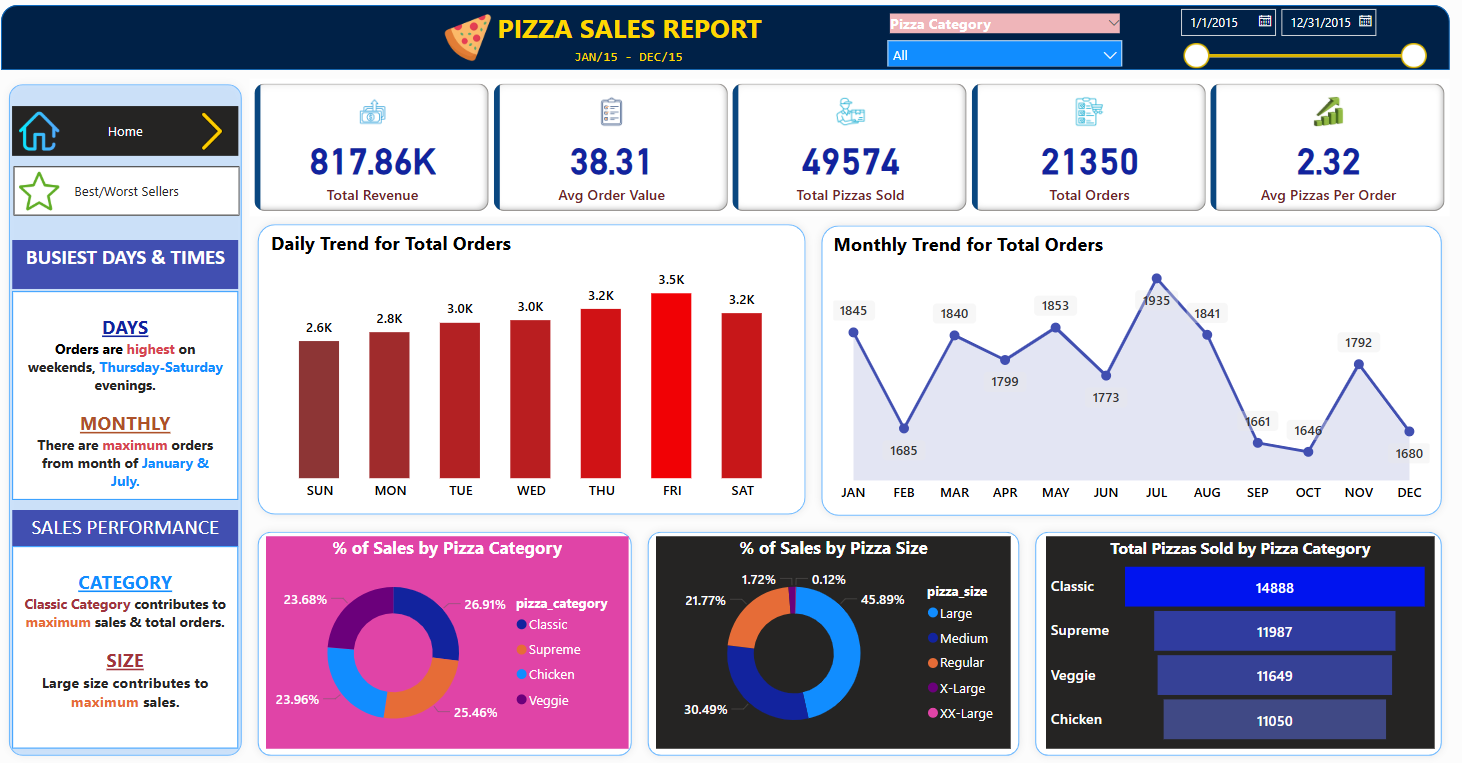 PIZZA SALES REPORT
JAN/15 - DEC/15
Pizza Category
All
1/1/2015
12/31/2015
Home
Best/Worst Sellers
BUSIEST DAYS & TIMES
DAYS
Orders are highest on
weekends, Thursday-Saturday
evenings.
MONTHLY
There are maximum orders
from month of January &
July.
SALES PERFORMANCE
CATEGORY
Classic Category contributes to
maximum sales & total orders.
SIZE
Large size contributes to
maximum sales.
817.86K
Total Revenue
38.31
Avg Order Value
49574
Total Pizzas Sold
21350
Total Orders
2.32
Avg Pizzas Per Order
Daily Trend for Total Orders
2.6K
2.8K
3.0K
3.0K
3.2K
3.5K
3.2K
SUN
MON
TUE
WED
THU
FRI
SAT
Monthly Trend for Total Orders
1845
1685
1840
1799
1853
1773
1935
1841
1661
1646
1792
1680
JAN
FEB
MAR
APR
MAY
JUN
JUL
AUG
SEP
OCT
NOV
DEC
% of Sales by Pizza Category
23.68%
26.91%
23.96%
25.46%
pizza_category
Classic
Supreme
Chicken
Veggie
% of Sales by Pizza Size
1.72%
0.12%
21.77%
45.89%
30.49%
pizza_size
Large
Medium
Regular
X-Large
XX-Large
Total Pizzas Sold by Pizza Category
Classic
14888
Supreme
11987
Veggie
11649
Chicken
11050